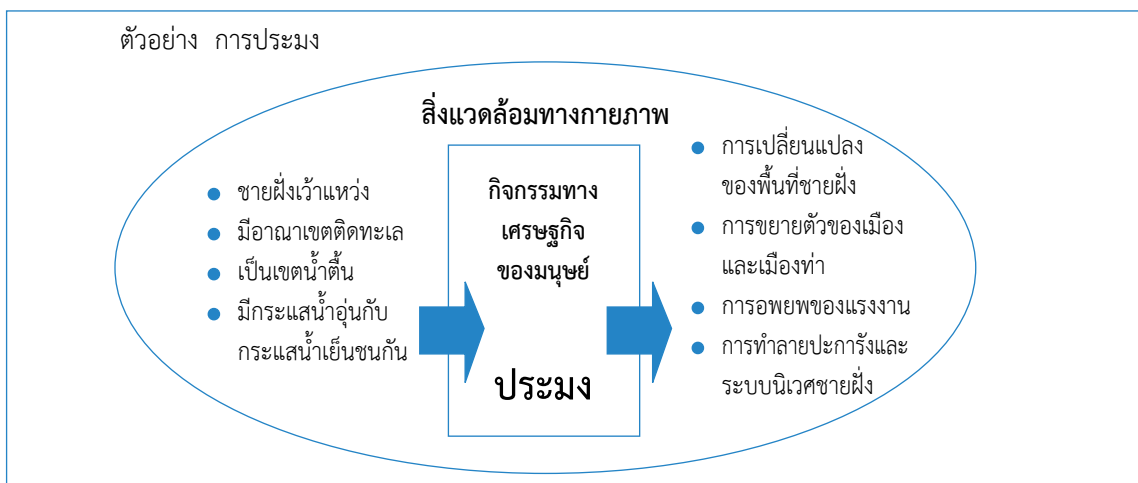 ตัวอย่าง การประมง
สิ่งแวดล้อมทางกายภาพ
● ชายฝั่งเว้าแหว่ง
● มีอาณาเขตติดทะเล
● เป็นเขตน้ำตื้น
● มีกระแสน้ำอุ่นกับ
กระแสน้ำเย็นชนกัน
กิจกรรมทาง
เศรษฐกิจ
ของมนุษย์
ประมง
● การเปลี่ยนแปลง
ของพื้นที่ชายฝั่ง
● การขยายตัวของเมือง
และเมืองท่า
● การอพยพของแรงงาน
● การทำลายปะการังและ
ระบบนิเวศชายฝั่ง